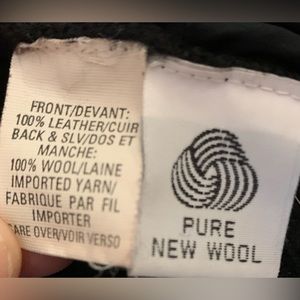 FRONT/DEVANT:
100% LEATHER/CUIR
BACK & SLV/DOS ET
MANCHE:
100% WOOL/LAINE
IMPORTED YARN/
FABRIQUE PAR FIL
IMPORTER
CARE OVER/VOIR VERSO
PURE
NEW WOOL